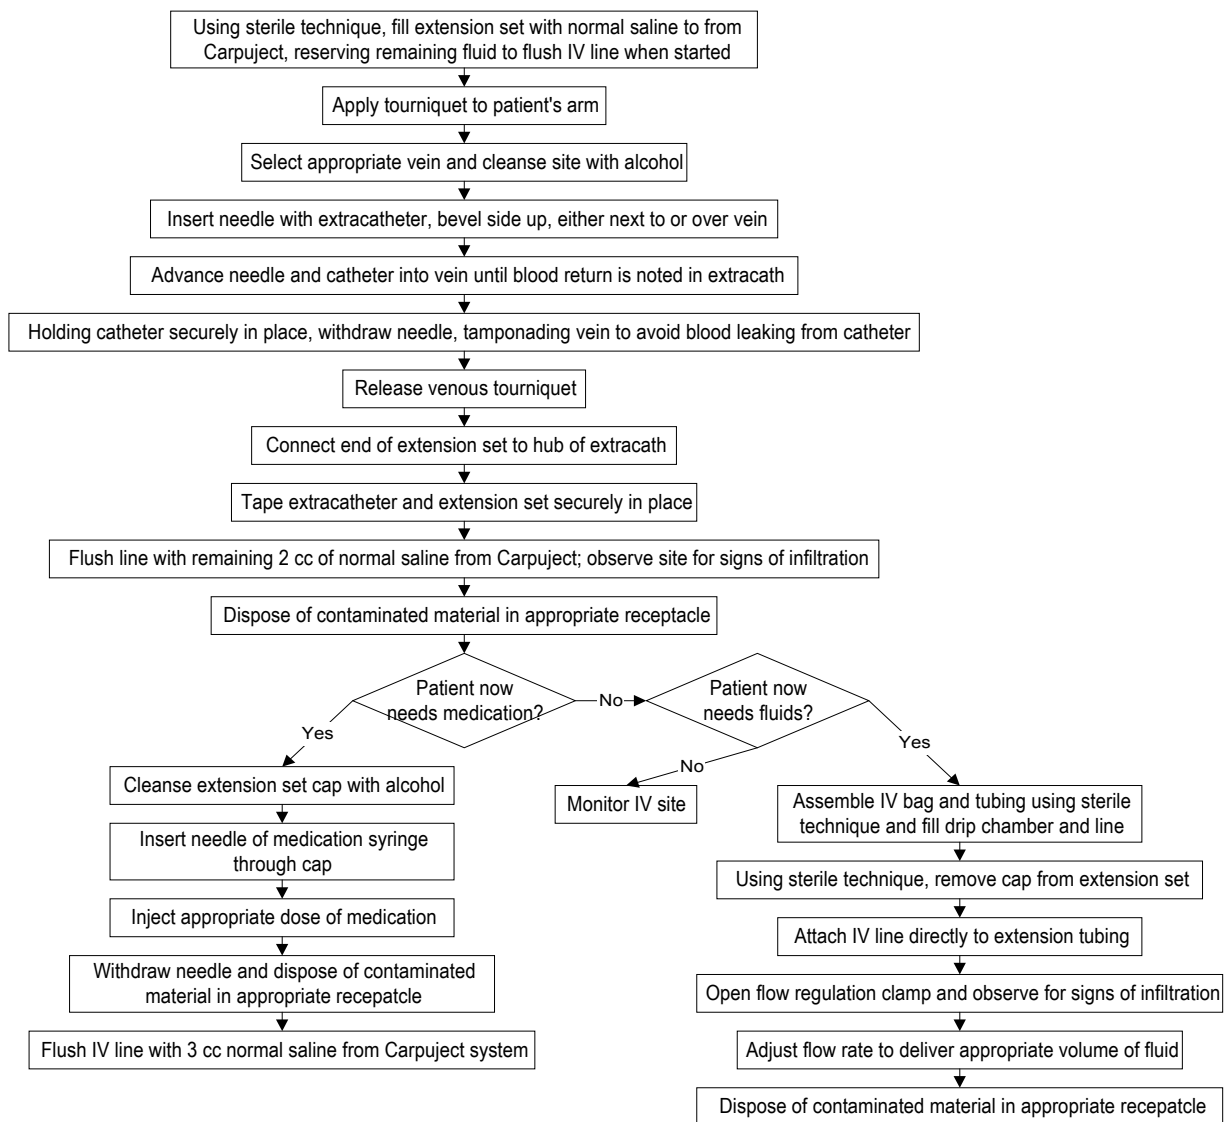 Using sterile technique, fill extension set with normal saline to from
Carpuject, reserving remaining fluid to flush IV line when started
Apply tourniquet to patient's arm
Select appropriate vein and cleanse site with alcohol
Insert needle with extracatheter, bevel side up, either next to or over vein
Advance needle and catheter into vein until blood return is noted in extracath
Holding catheter securely in place, withdraw needle, tamponading vein to avoid blood leaking from catheter
Release venous tourniquet
Connect end of extension set to hub of extracath
Tape extracatheter and extension set securely in place
Flush line with remaining 2 cc of normal saline from Carpuject; observe site for signs of infiltration
Dispose of contaminated material in appropriate receptacle
Patient now
needs medication?
No
Patient now
needs fluids?
Yes
Cleanse extension set cap with alcohol
Insert needle of medication syringe
through cap
Inject appropriate dose of medication
Withdraw needle and dispose of contaminated
material in appropriate recepatcle
Flush IV line with 3 cc normal saline from Carpuject system
No
Monitor IV site
Yes
Assemble IV bag and tubing using sterile
technique and fill drip chamber and line
Using sterile technique, remove cap from extension set
Attach IV line directly to extension tubing
Open flow regulation clamp and observe for signs of infiltration
Adjust flow rate to deliver appropriate volume of fluid
Dispose of contaminated material in appropriate recepatcle